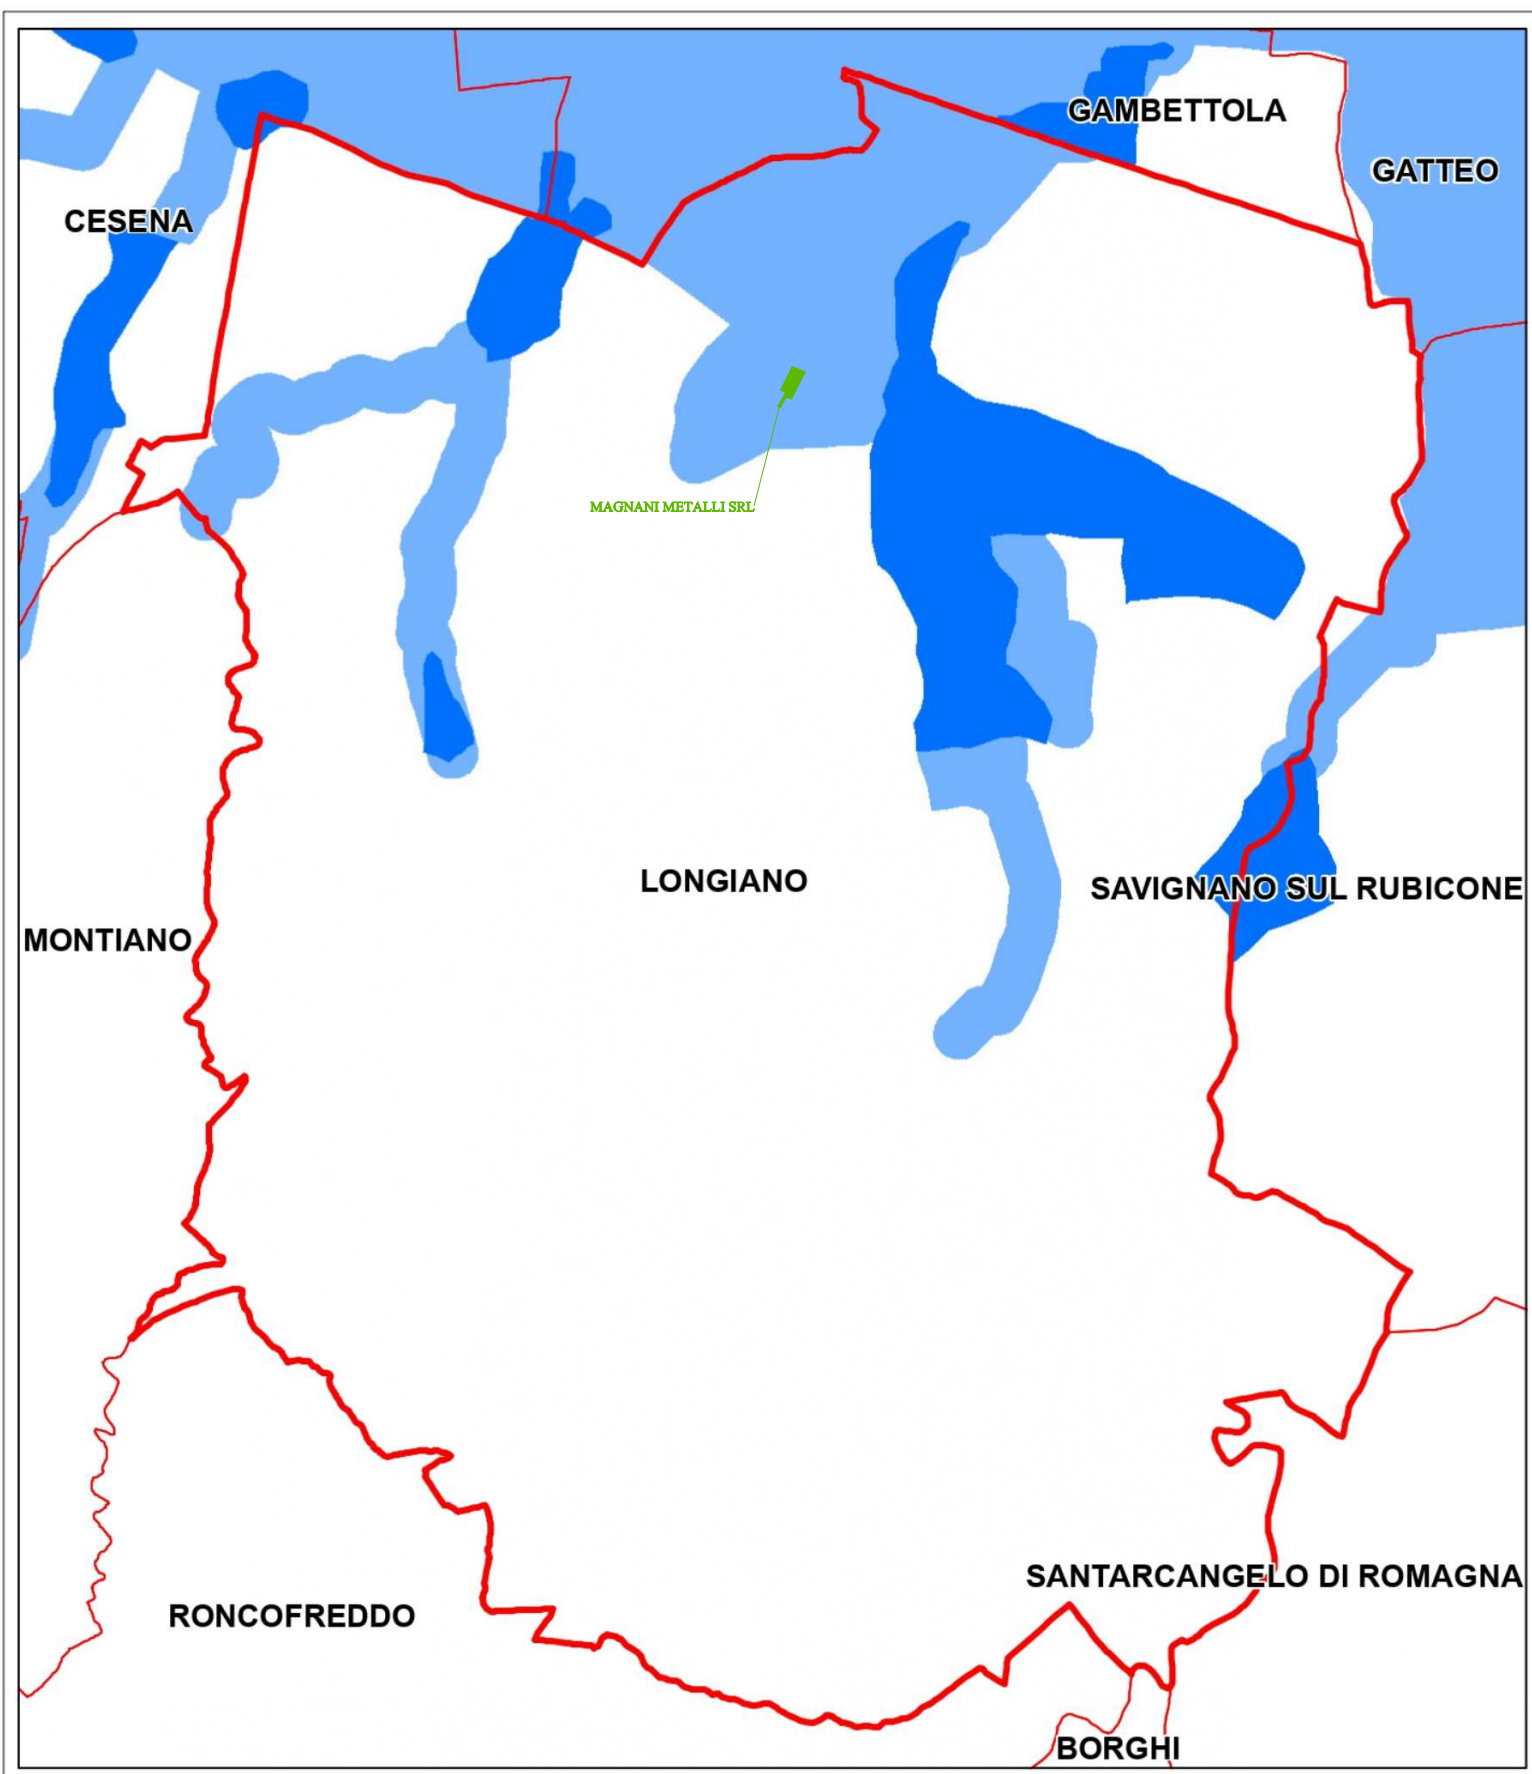 GAMBETTOLA
GATTEO
CESENA
MAGNANI METALLI SRL
LONGIANO
SAVIGNANO SUL RUBICONE
MONTIANO
SANTARCANGELO DI ROMAGNA
RONCOFREDDO
BORGHI